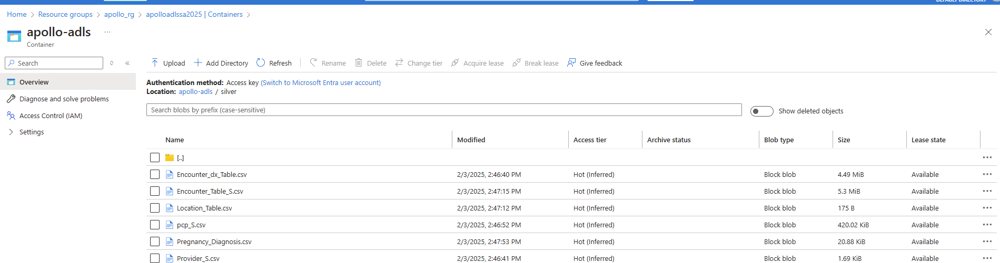 DEFAULT DIRECTORY
Home > Resource groups > apollo_rg > apolloadlssa2025 | Containers >
apollo-adls ...
Container
Search
Upload Add Directory Refresh Rename Delete Change tier Acquire lease Break lease Give feedback
Overview
Diagnose and solve problems
Access Control (IAM)
Settings
Authentication method: Access key (Switch to Microsoft Entra user account)
Location: apollo-adls / silver
Search blobs by prefix (case-sensitive)
Show deleted objects
Name Modified Access tier Archive status Blob type Size Lease state
[..]
Encounter_dx_Table.csv 2/3/2025, 2:46:40 PM Hot (Inferred) Block blob 4.49 MiB Available
Encounter_Table_S.csv 2/3/2025, 2:47:15 PM Hot (Inferred) Block blob 5.3 MiB Available
Location_Table.csv 2/3/2025, 2:47:12 PM Hot (Inferred) Block blob 175 B Available
pcp_S.csv 2/3/2025, 2:46:52 PM Hot (Inferred) Block blob 420.02 KiB Available
Pregnancy_Diagnosis.csv 2/3/2025, 2:47:53 PM Hot (Inferred) Block blob 20.88 KiB Available
Provider_S.csv 2/3/2025, 2:46:41 PM Hot (Inferred) Block blob 1.69 KiB Available